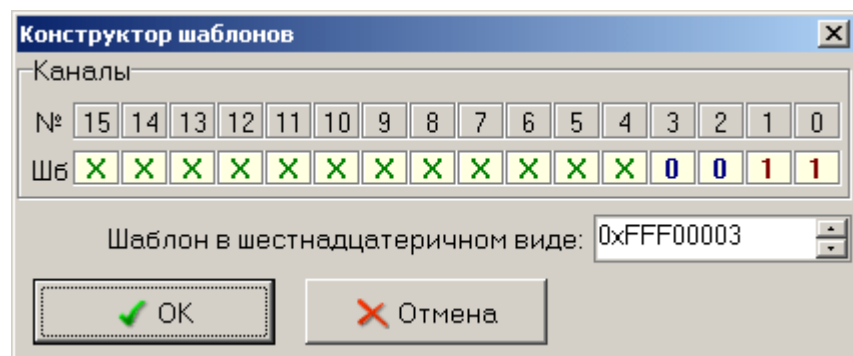 Конструктор шаблонов
Каналы
№ 15 14 13 12 11 10 9 8 7 6 5 4 3 2 1 0
Шб X X X X X X X X X X X X 0 0 1 1
Шаблон в шестнадцатеричном виде: 0xFFF00003
OK Отмена